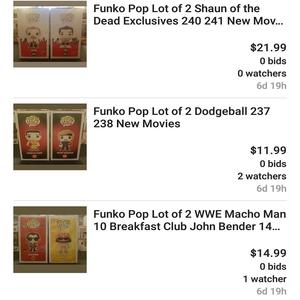 Funko Pop Lot of 2 Shaun of the
Dead Exclusives 240 241 New Mov...
$21.99
0 bids
0 watchers
6d 19h
Funko Pop Lot of 2 Dodgeball 237
238 New Movies
$11.99
0 bids
2 watchers
6d 19h
Funko Pop Lot of 2 WWE Macho Man
10 Breakfast Club John Bender 14...
$14.99
0 bids
1 watcher
6d 19h